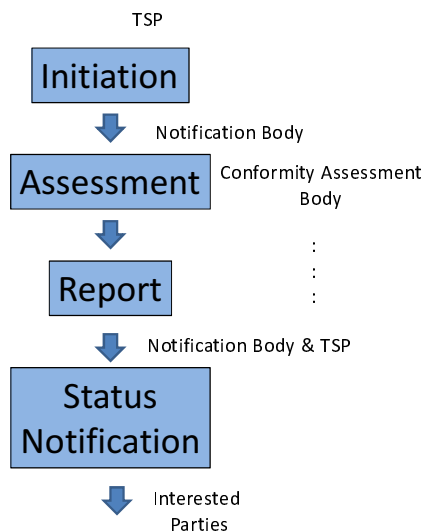 TSP
Initiation
Notification Body
Assessment
Conformity Assessment
Body
:
:
:
Report
Notification Body & TSP
Status
Notification
Interested
Parties